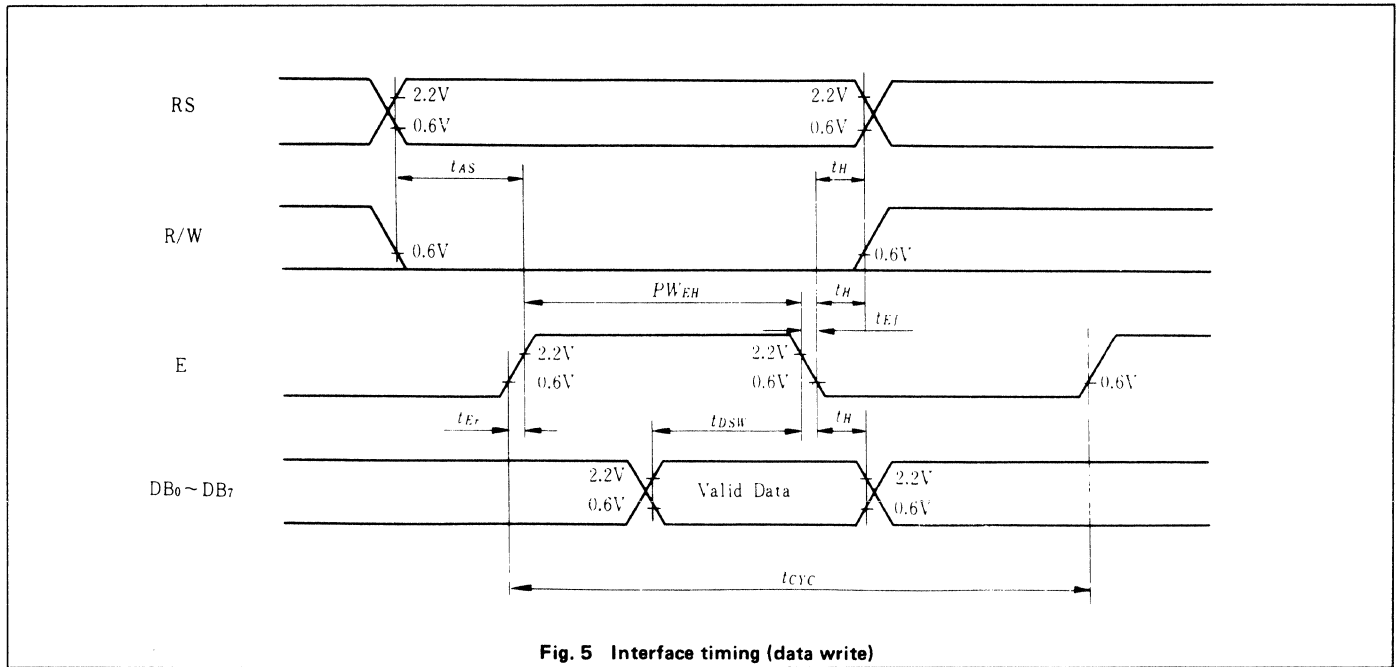 RS
2.2V
0.6V
2.2V
0.6V
tAS
tH
R/W
0.6V
0.6V
PWEH
tH
tEf
E
2.2V
0.6V
2.2V
0.6V
0.6V
tEr
tDSW
tH
DB0~DB7
2.2V
0.6V
Valid Data
2.2V
0.6V
tCYC
Fig. 5 Interface timing (data write)